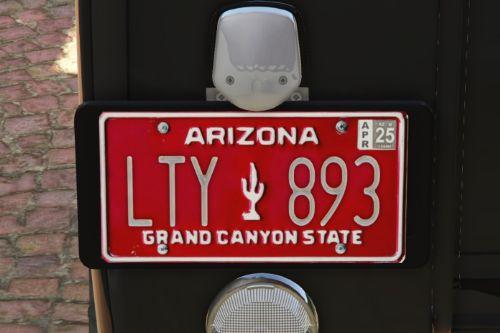 ARIZONA
APR 25
LTY 893
GRAND CANYON STATE